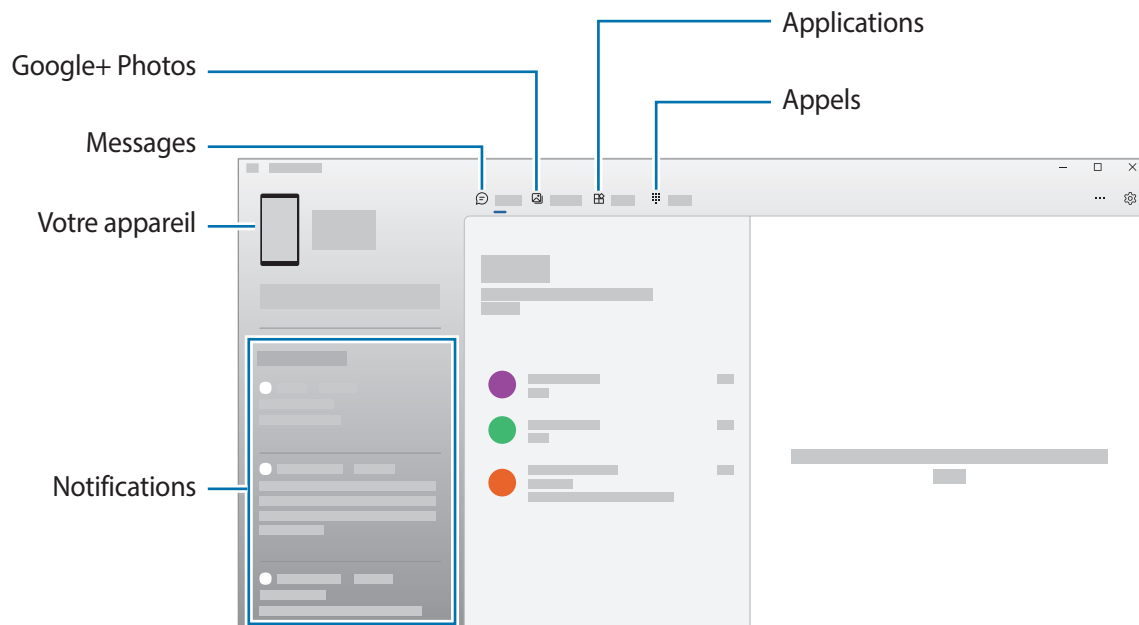 Applications
Google+ Photos
Appels
Messages
Votre appareil
Notifications